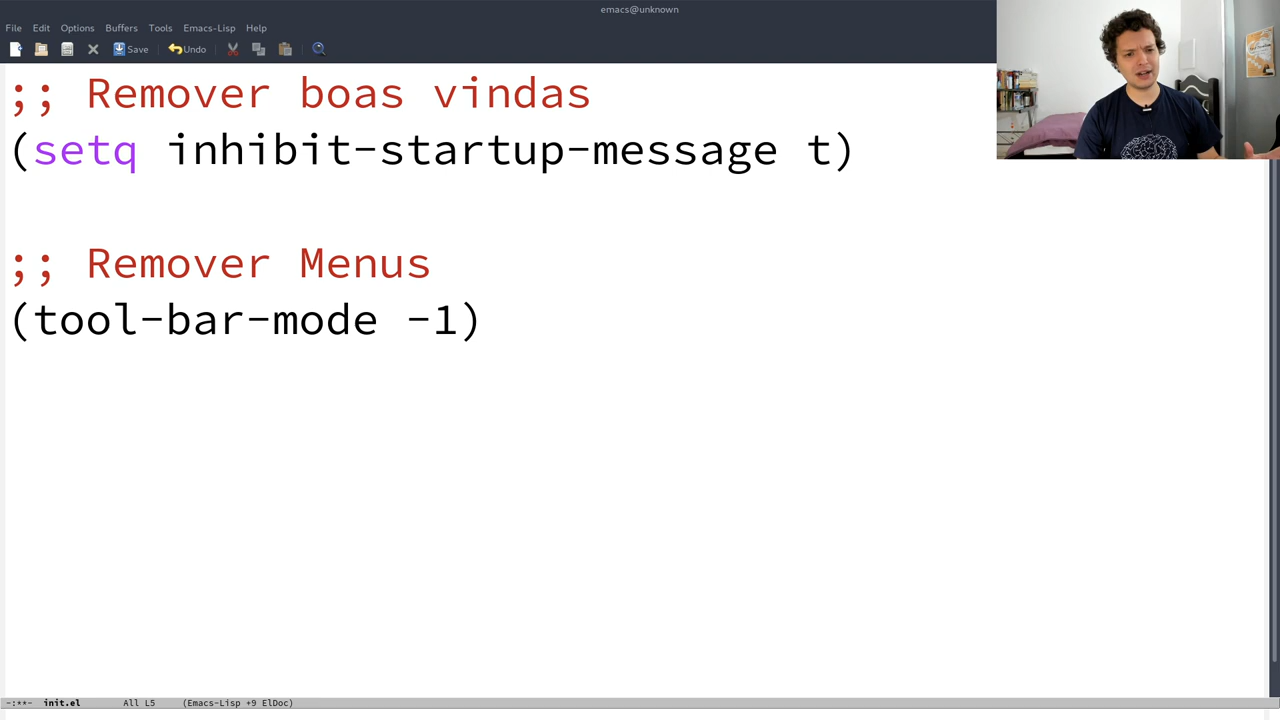 emacs@unknown
File Edit Options Buffers Tools Emacs-Lisp Help
Save Undo
;; Remover boas vindas
(setq inhibit-startup-message t)
;; Remover Menus
(tool-bar-mode -1)
-:**- init.el All L5 (Emacs-Lisp +9 ElDoc)